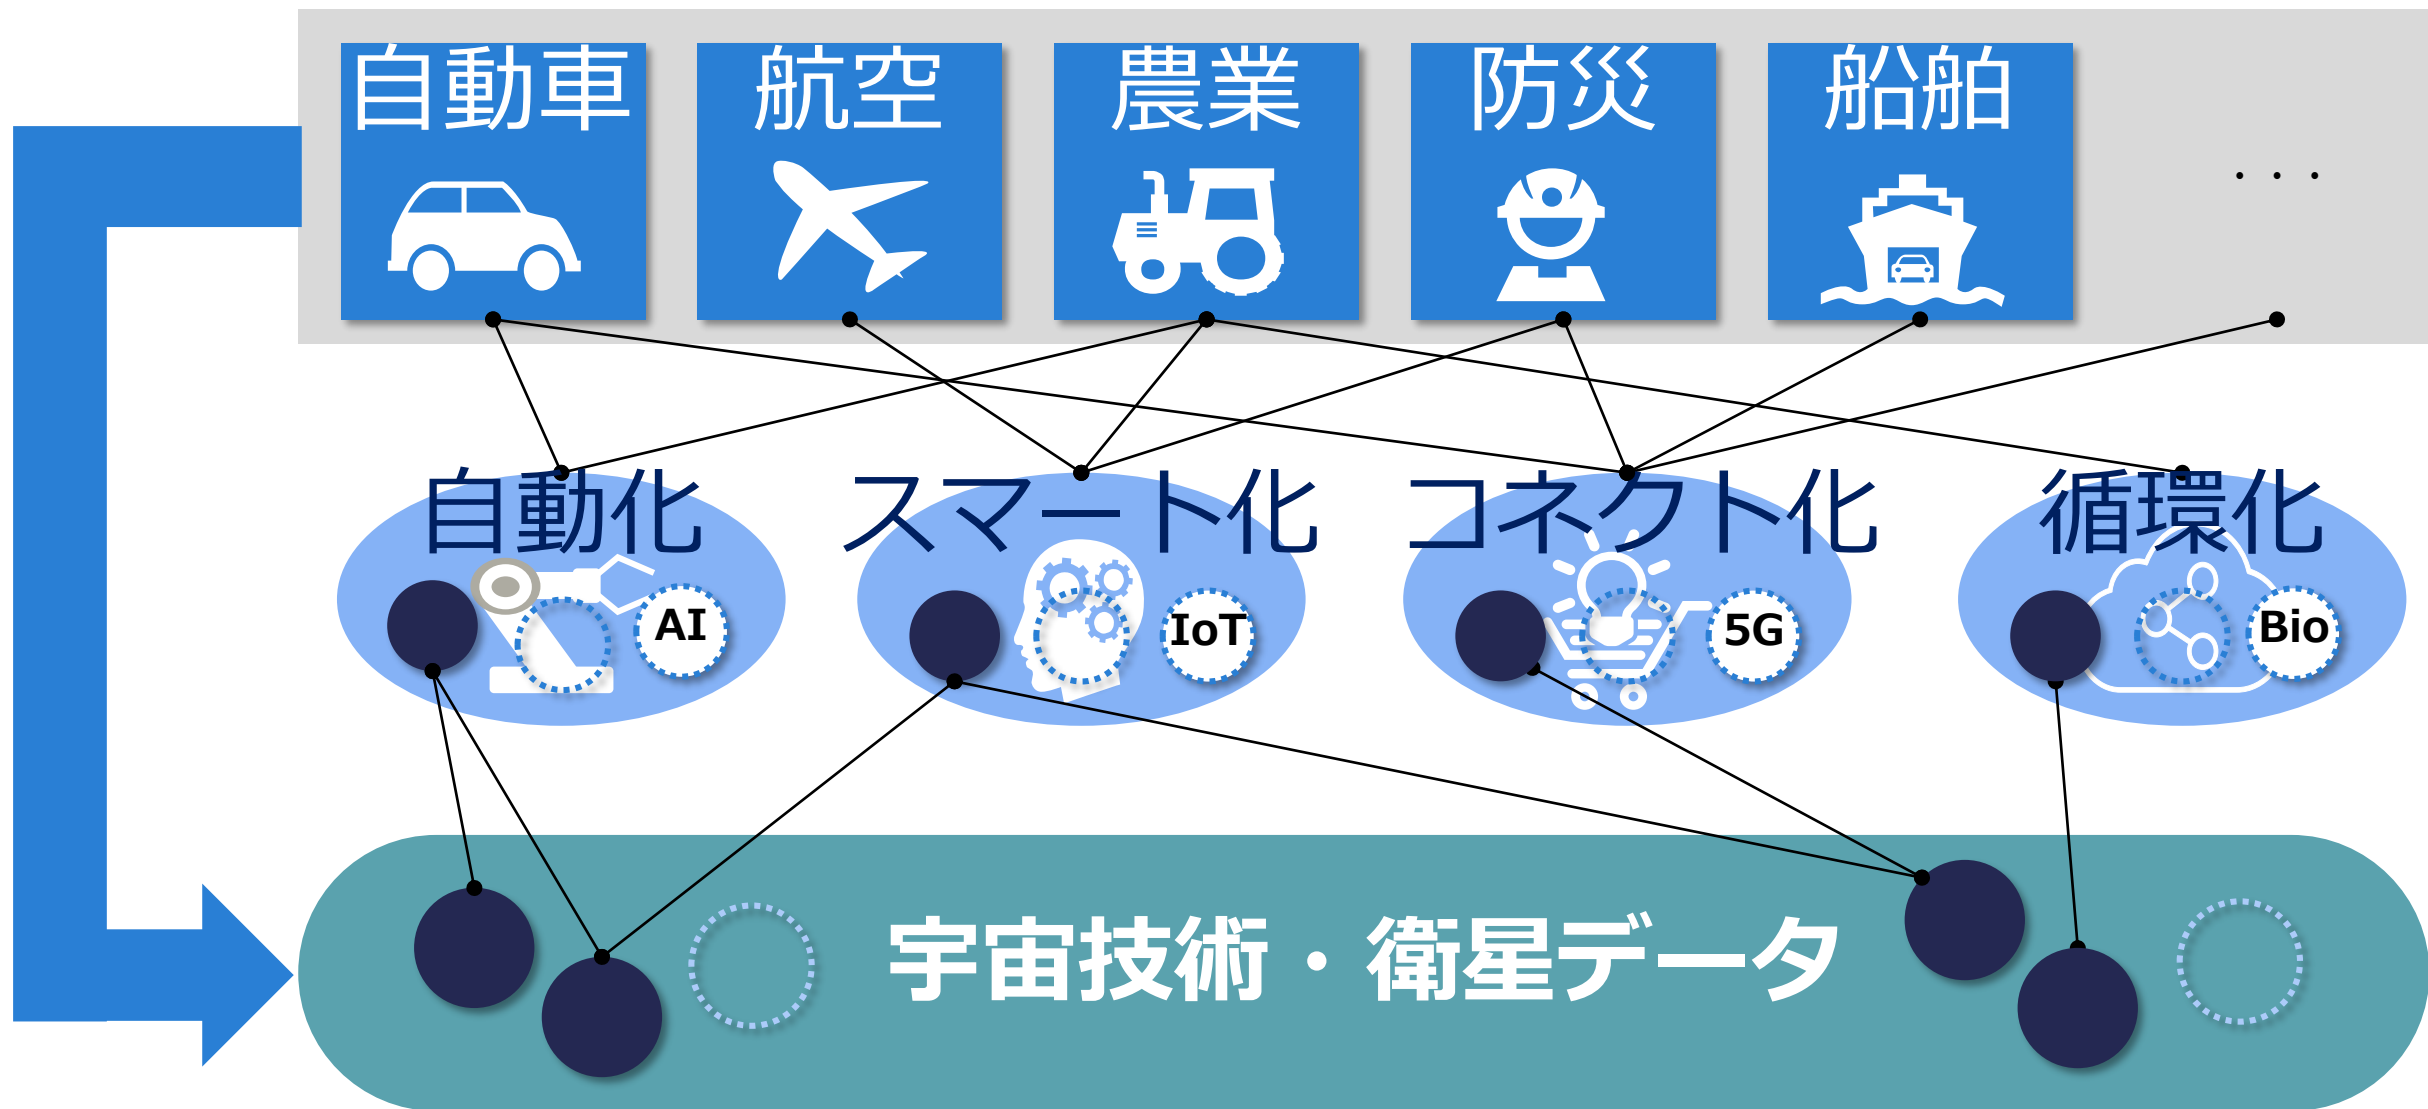 自動車
航空
農業
防災
船舶
・・・
自動化
スマート化
コネクト化
循環化
AI
IoT
5G
Bio
宇宙技術・衛星データ